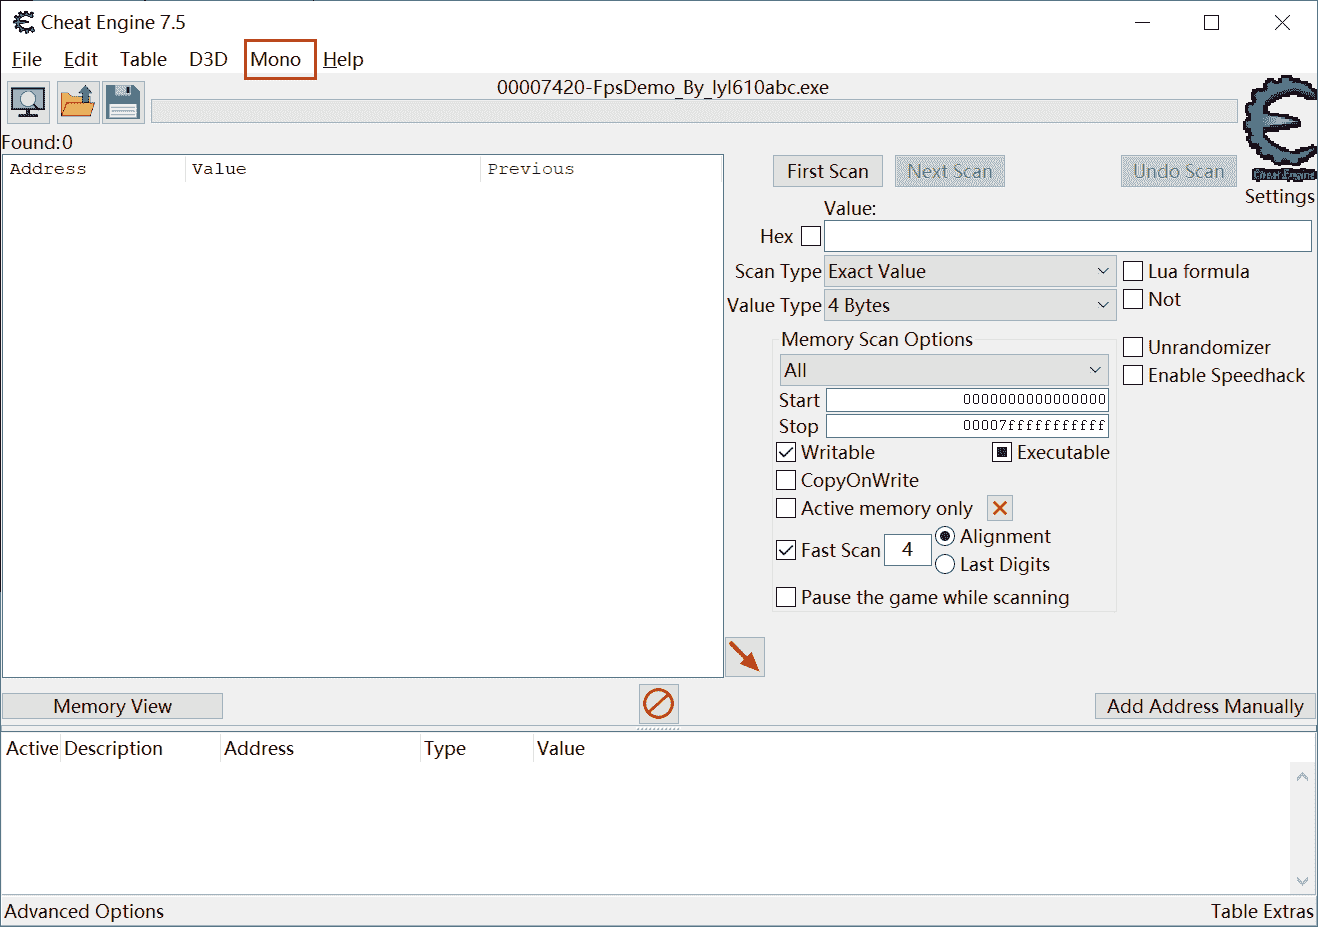 Cheat Engine 7.5
File Edit Table D3D Mono Help
00007420-FpsDemo_By_lyl610abc.exe
Found:0
Address Value Previous
First Scan Next Scan Undo Scan
Cheat Engine
Settings
Value:
Hex
Scan Type Exact Value Lua formula
Value Type 4 Bytes Not
Memory Scan Options
All
Unrandomizer
Enable Speedhack
Start 0000000000000000
Stop 00007fffffffffff
Writable Executable
CopyOnWrite
Active memory only
Fast Scan 4 Alignment
Last Digits
Pause the game while scanning
Memory View Add Address Manually
Active Description Address Type Value
Advanced Options Table Extras